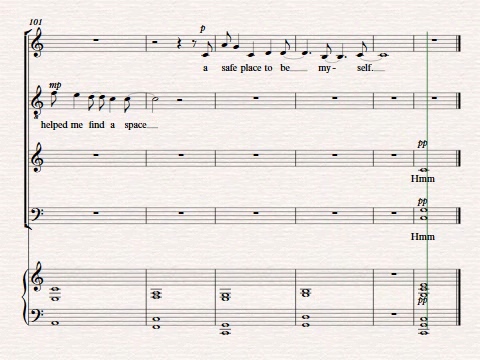 101
p
a safe place to be my- self.
mp
helped me find a space
pp
Hmm
pp
Hmm
pp